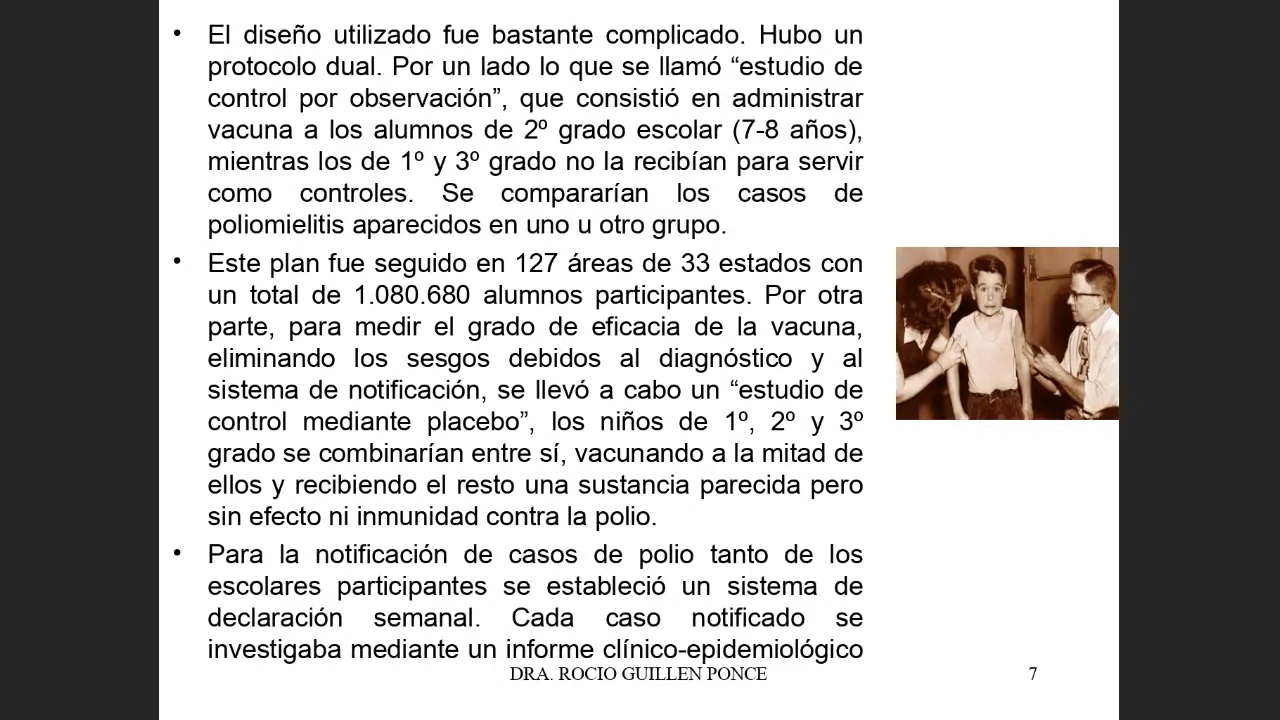 • El diseño utilizado fue bastante complicado. Hubo un
protocolo dual. Por un lado lo que se llamó “estudio de
control por observación”, que consistió en administrar
vacuna a los alumnos de 2º grado escolar (7-8 años),
mientras los de 1º y 3º grado no la recibían para servir
como controles. Se compararían los casos de
poliomielitis aparecidos en uno u otro grupo.
• Este plan fue seguido en 127 áreas de 33 estados con
un total de 1.080.680 alumnos participantes. Por otra
parte, para medir el grado de eficacia de la vacuna,
eliminando los sesgos debidos al diagnóstico y al
sistema de notificación, se llevó a cabo un “estudio de
control mediante placebo”, los niños de 1º, 2º y 3º
grado se combinarían entre sí, vacunando a la mitad de
ellos y recibiendo el resto una sustancia parecida pero
sin efecto ni inmunidad contra la polio.
• Para la notificación de casos de polio tanto de los
escolares participantes se estableció un sistema de
declaración semanal. Cada caso notificado se
investigaba mediante un informe clínico-epidemiológico
DRA. ROCIO GUILLEN PONCE
7